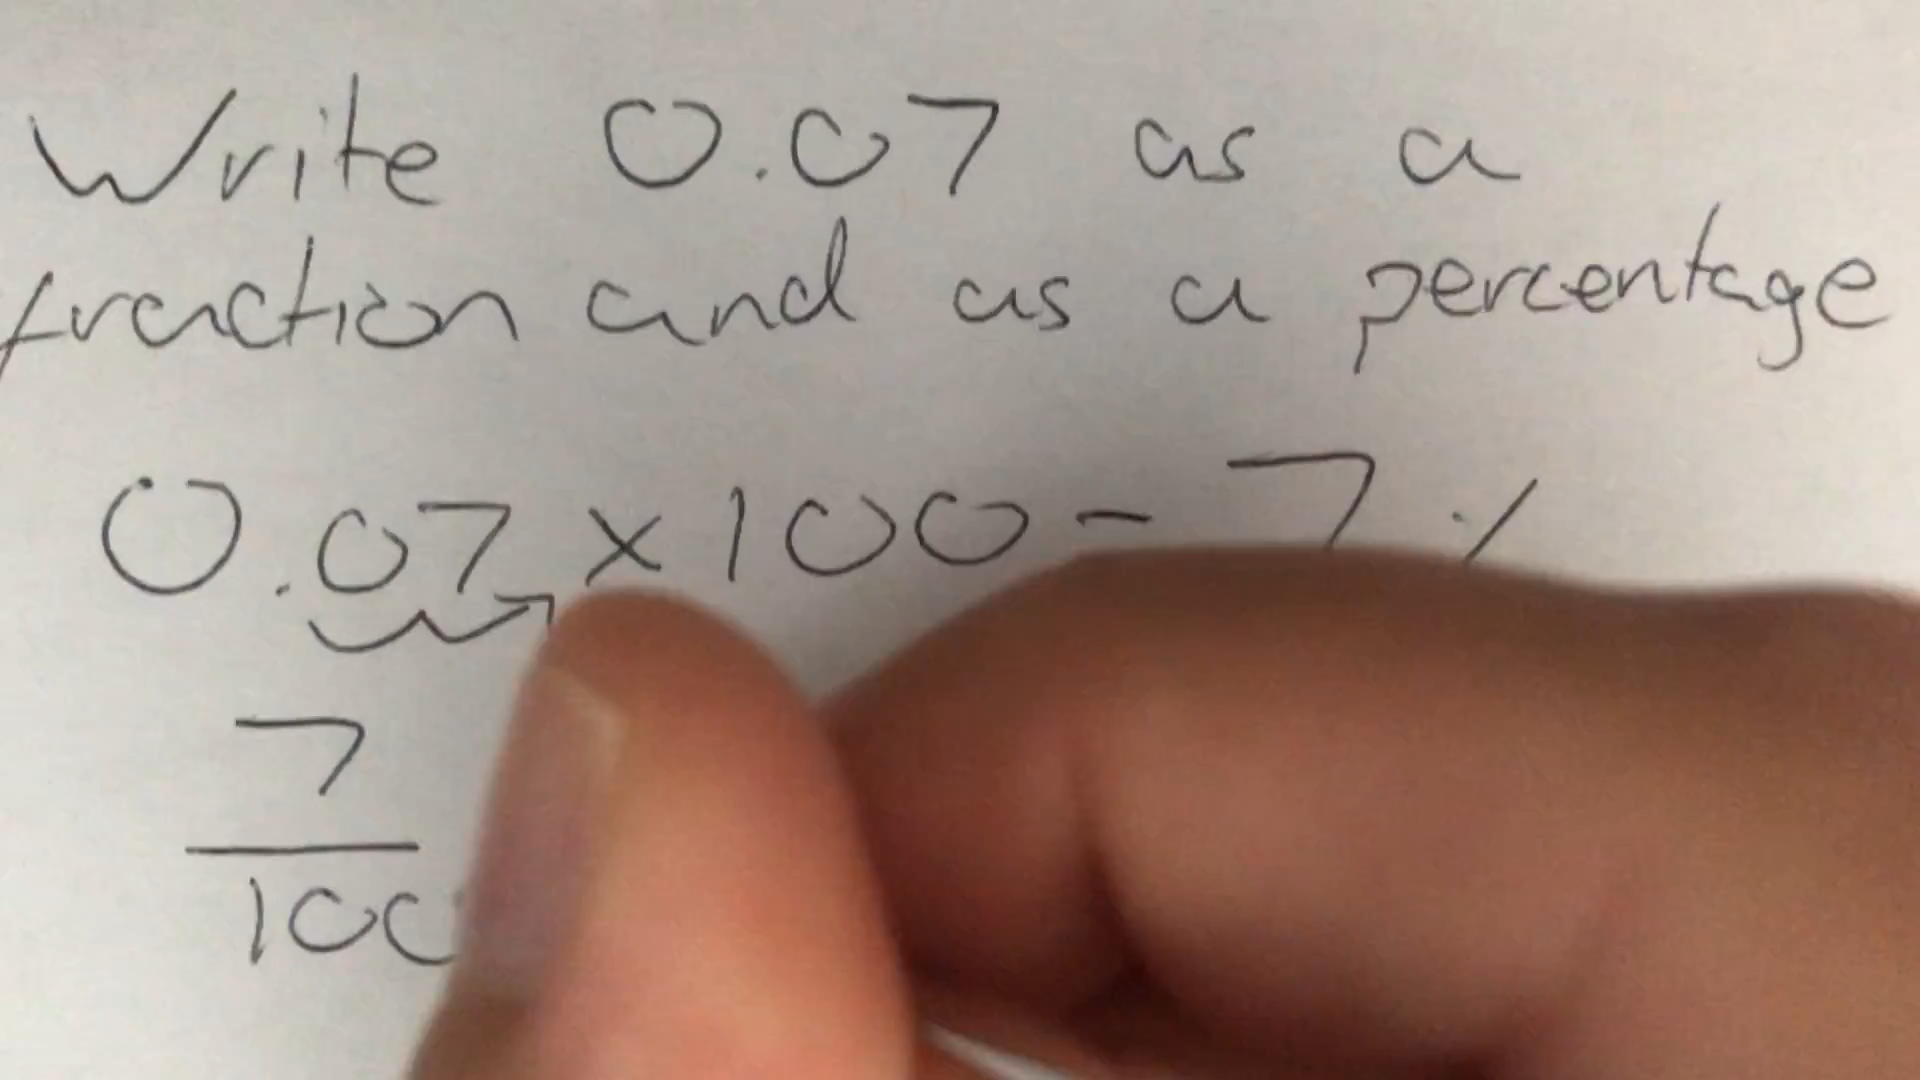 Write 0.07 as a
fraction and as a percentage
0.07 x 100 - 7 %
7
100